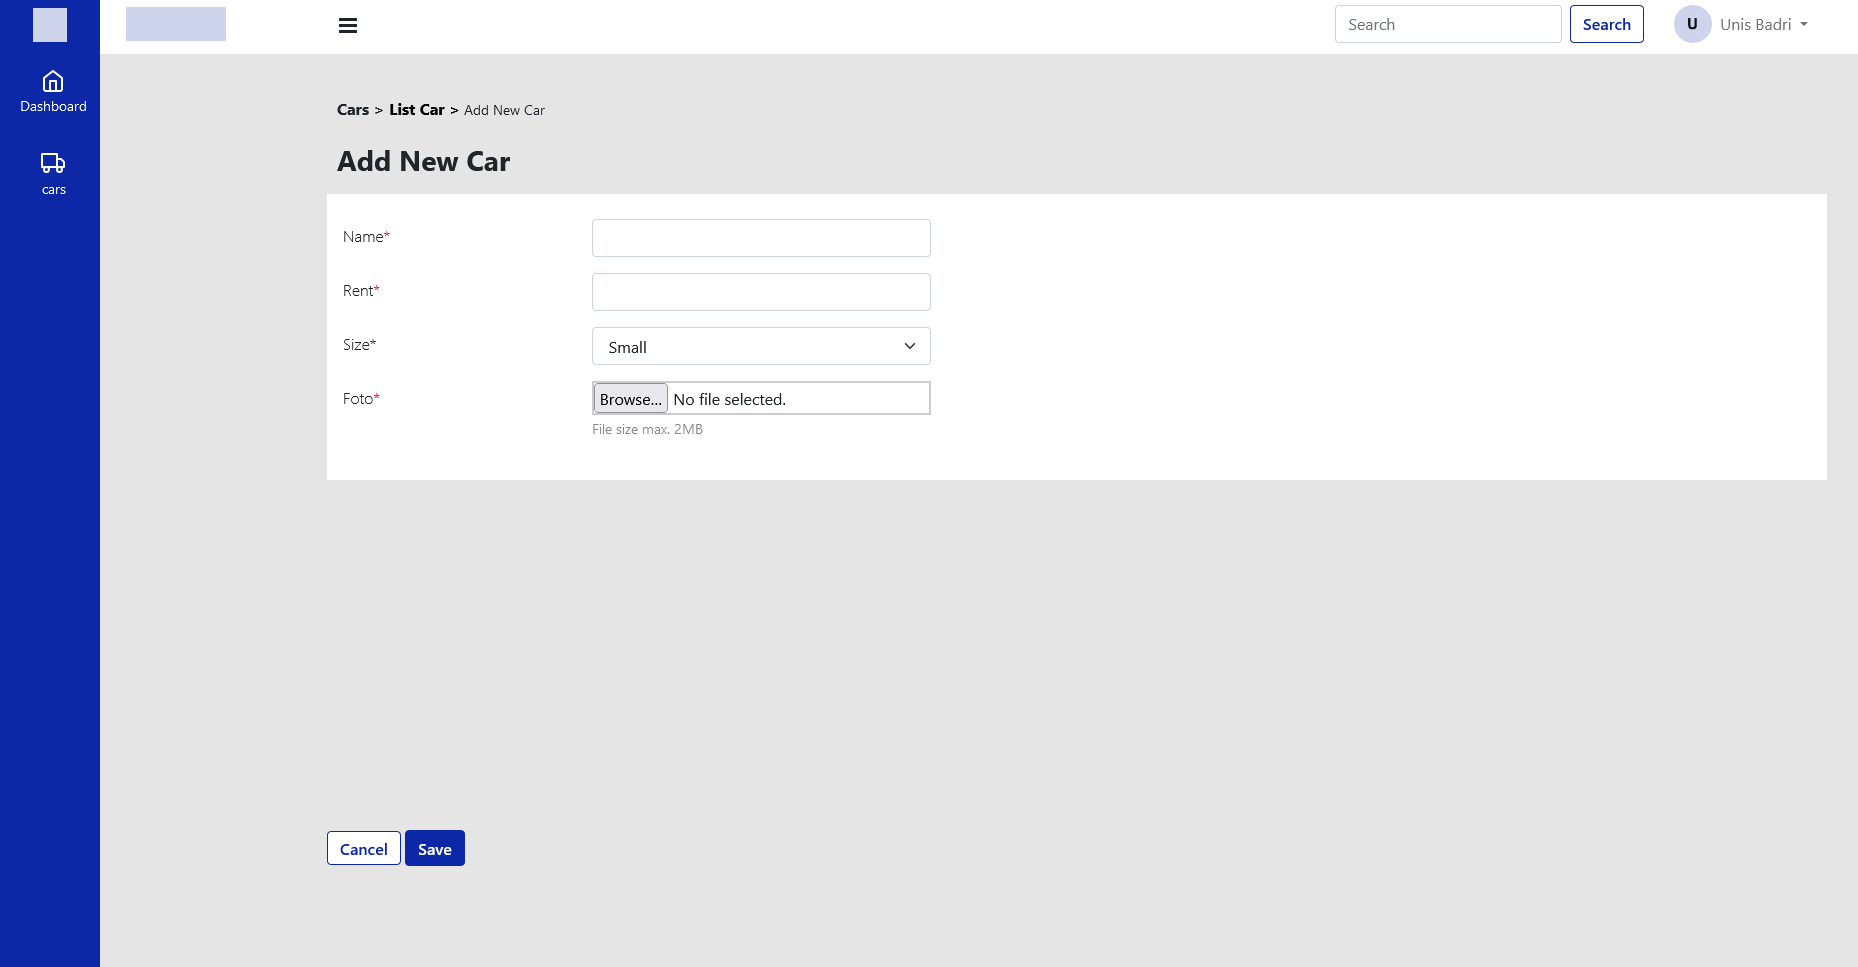 Search Search U Unis Badri
Dashboard
cars
Cars > List Car > Add New Car
Add New Car
Name*
Rent*
Size* Small
Foto* Browse... No file selected.
File size max. 2MB
Cancel Save